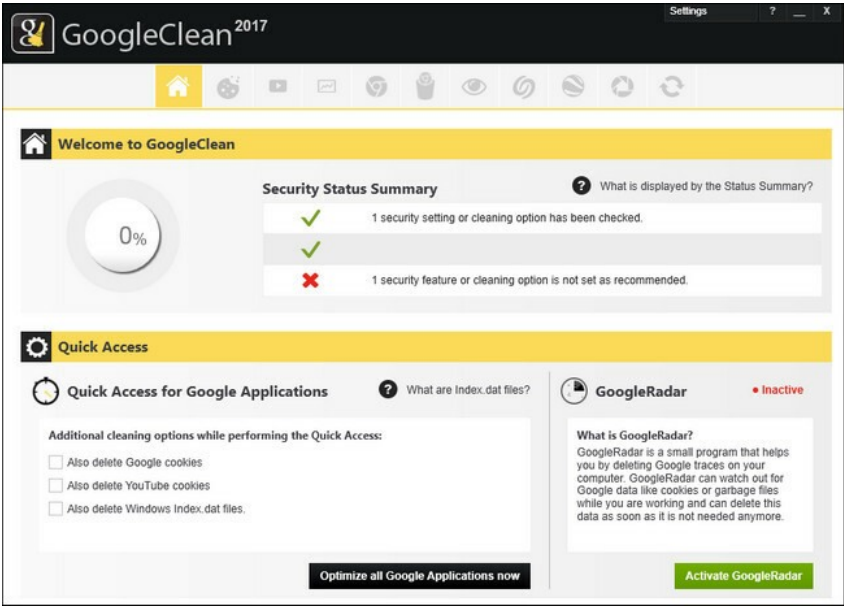 Settings ? __ X
g GoogleClean 2017
Welcome to GoogleClean
0%
Security Status Summary
? What is displayed by the Status Summary?
1 security setting or cleaning option has been checked.
1 security feature or cleaning option is not set as recommended.
Quick Access
Quick Access for Google Applications
? What are Index.dat files?
Additional cleaning options while performing the Quick Access:
Also delete Google cookies
Also delete YouTube cookies
Also delete Windows Index.dat files.
Optimize all Google Applications now
GoogleRadar
• Inactive
What is GoogleRadar?
GoogleRadar is a small program that helps
you by deleting Google traces on your
computer. GoogleRadar can watch out for
Google data like cookies or garbage files
while you are working and can delete this
data as soon as it is not needed anymore.
Activate GoogleRadar